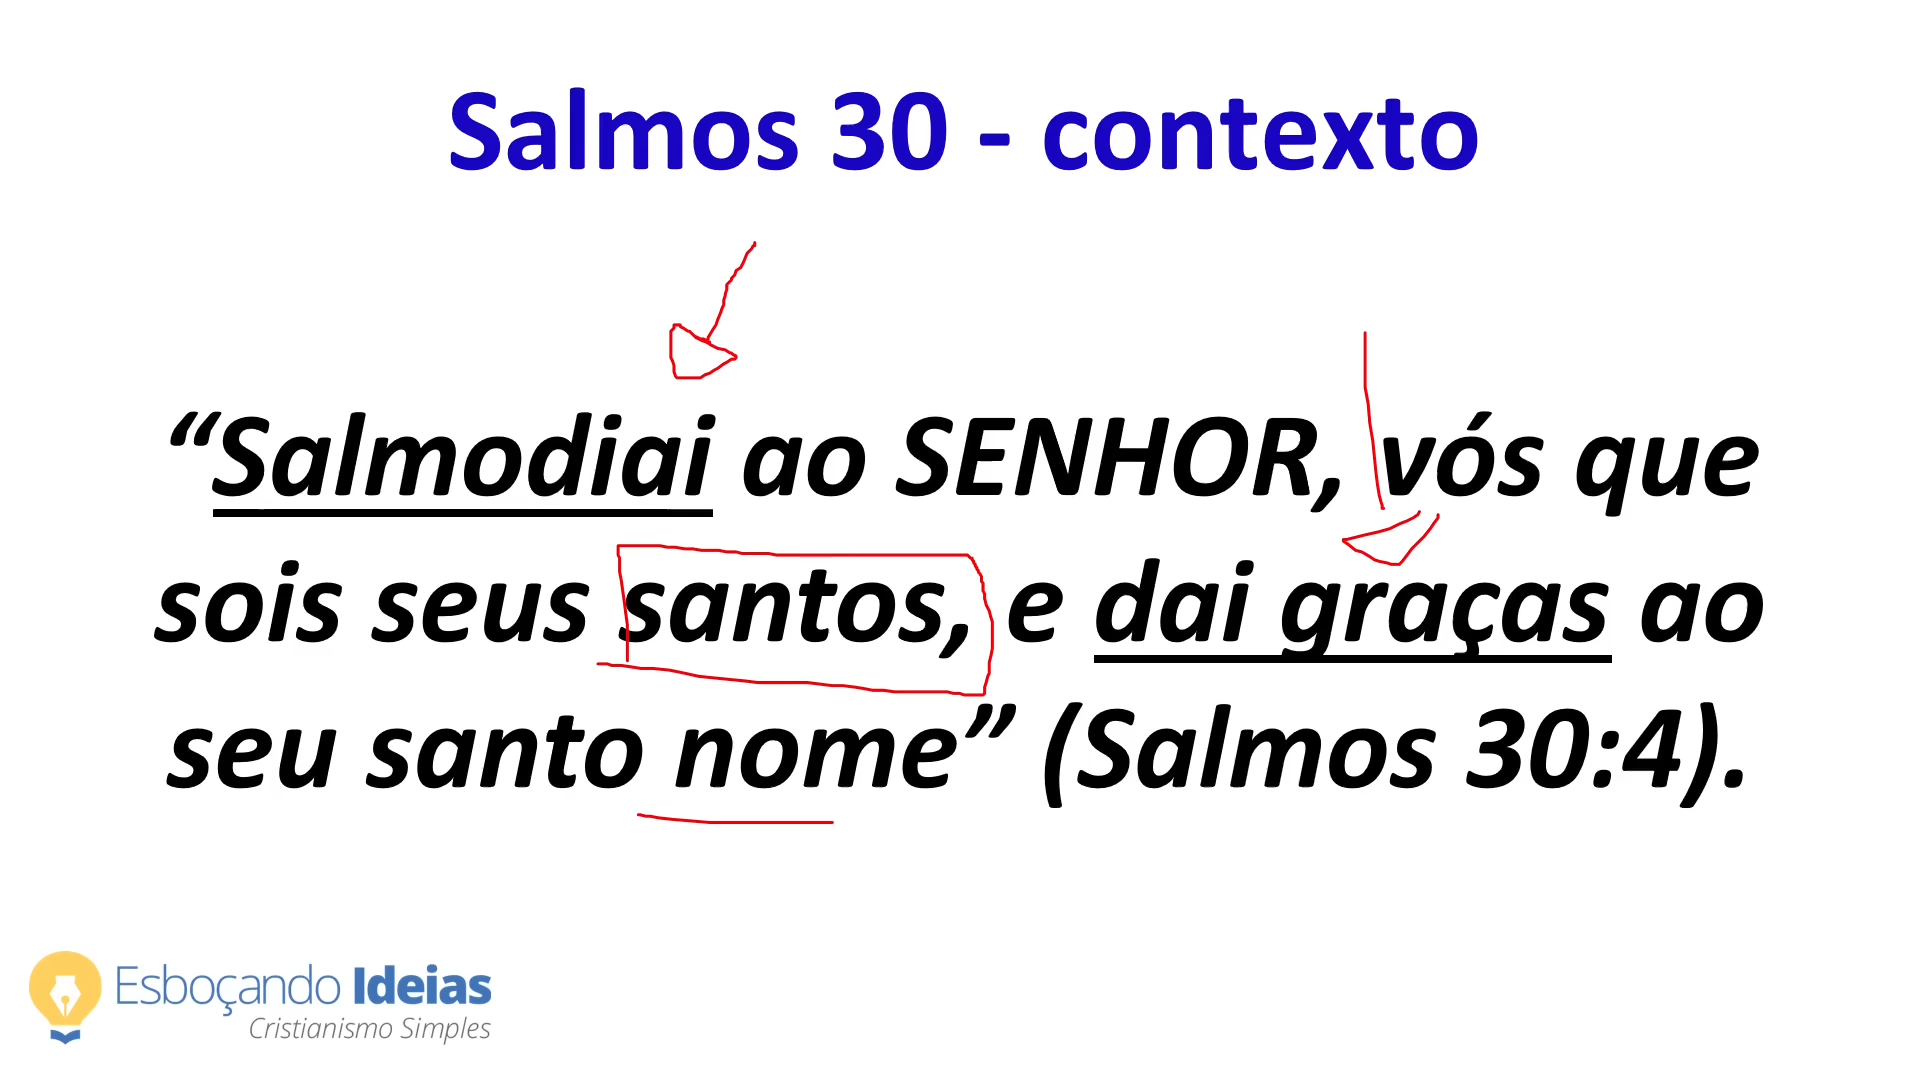 Salmos 30 - contexto
“Salmodiai ao SENHOR, vós que
sois seus santos, e dai graças ao
seu santo nome” (Salmos 30:4).
Esboçando Ideias
Cristianismo Simples